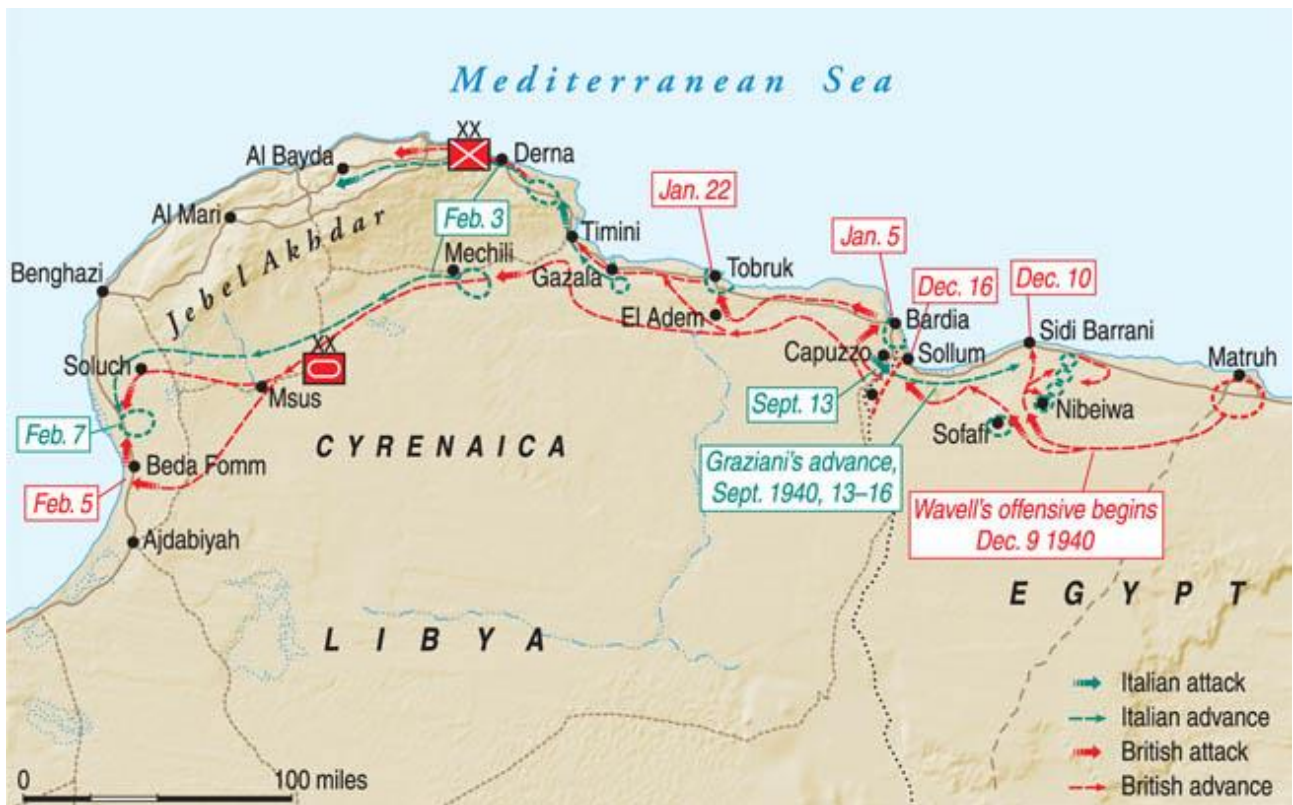 Mediterranean Sea
XX
Al Bayda
Derna
Jan. 22
Al Mari
Feb. 3
Timini
Jan. 5
Jebel Akhdar
Mechili
Gazala
Tobruk
Dec. 16
Dec. 10
Benghazi
El Adem
Bardia
Sidi Barrani
XX
Capuzzo
Sollum
Matruh
Soluch
Msus
Sept. 13
Nibeiwa
Feb. 7
Sofaff
CYRENAICA
Beda Fomm
Graziani's advance,
Sept. 1940, 13–16
Feb. 5
Wavell's offensive begins
Dec. 9 1940
Ajdabiyah
EGYPT
LIBYA
Italian attack
Italian advance
British attack
British advance
0 100 miles